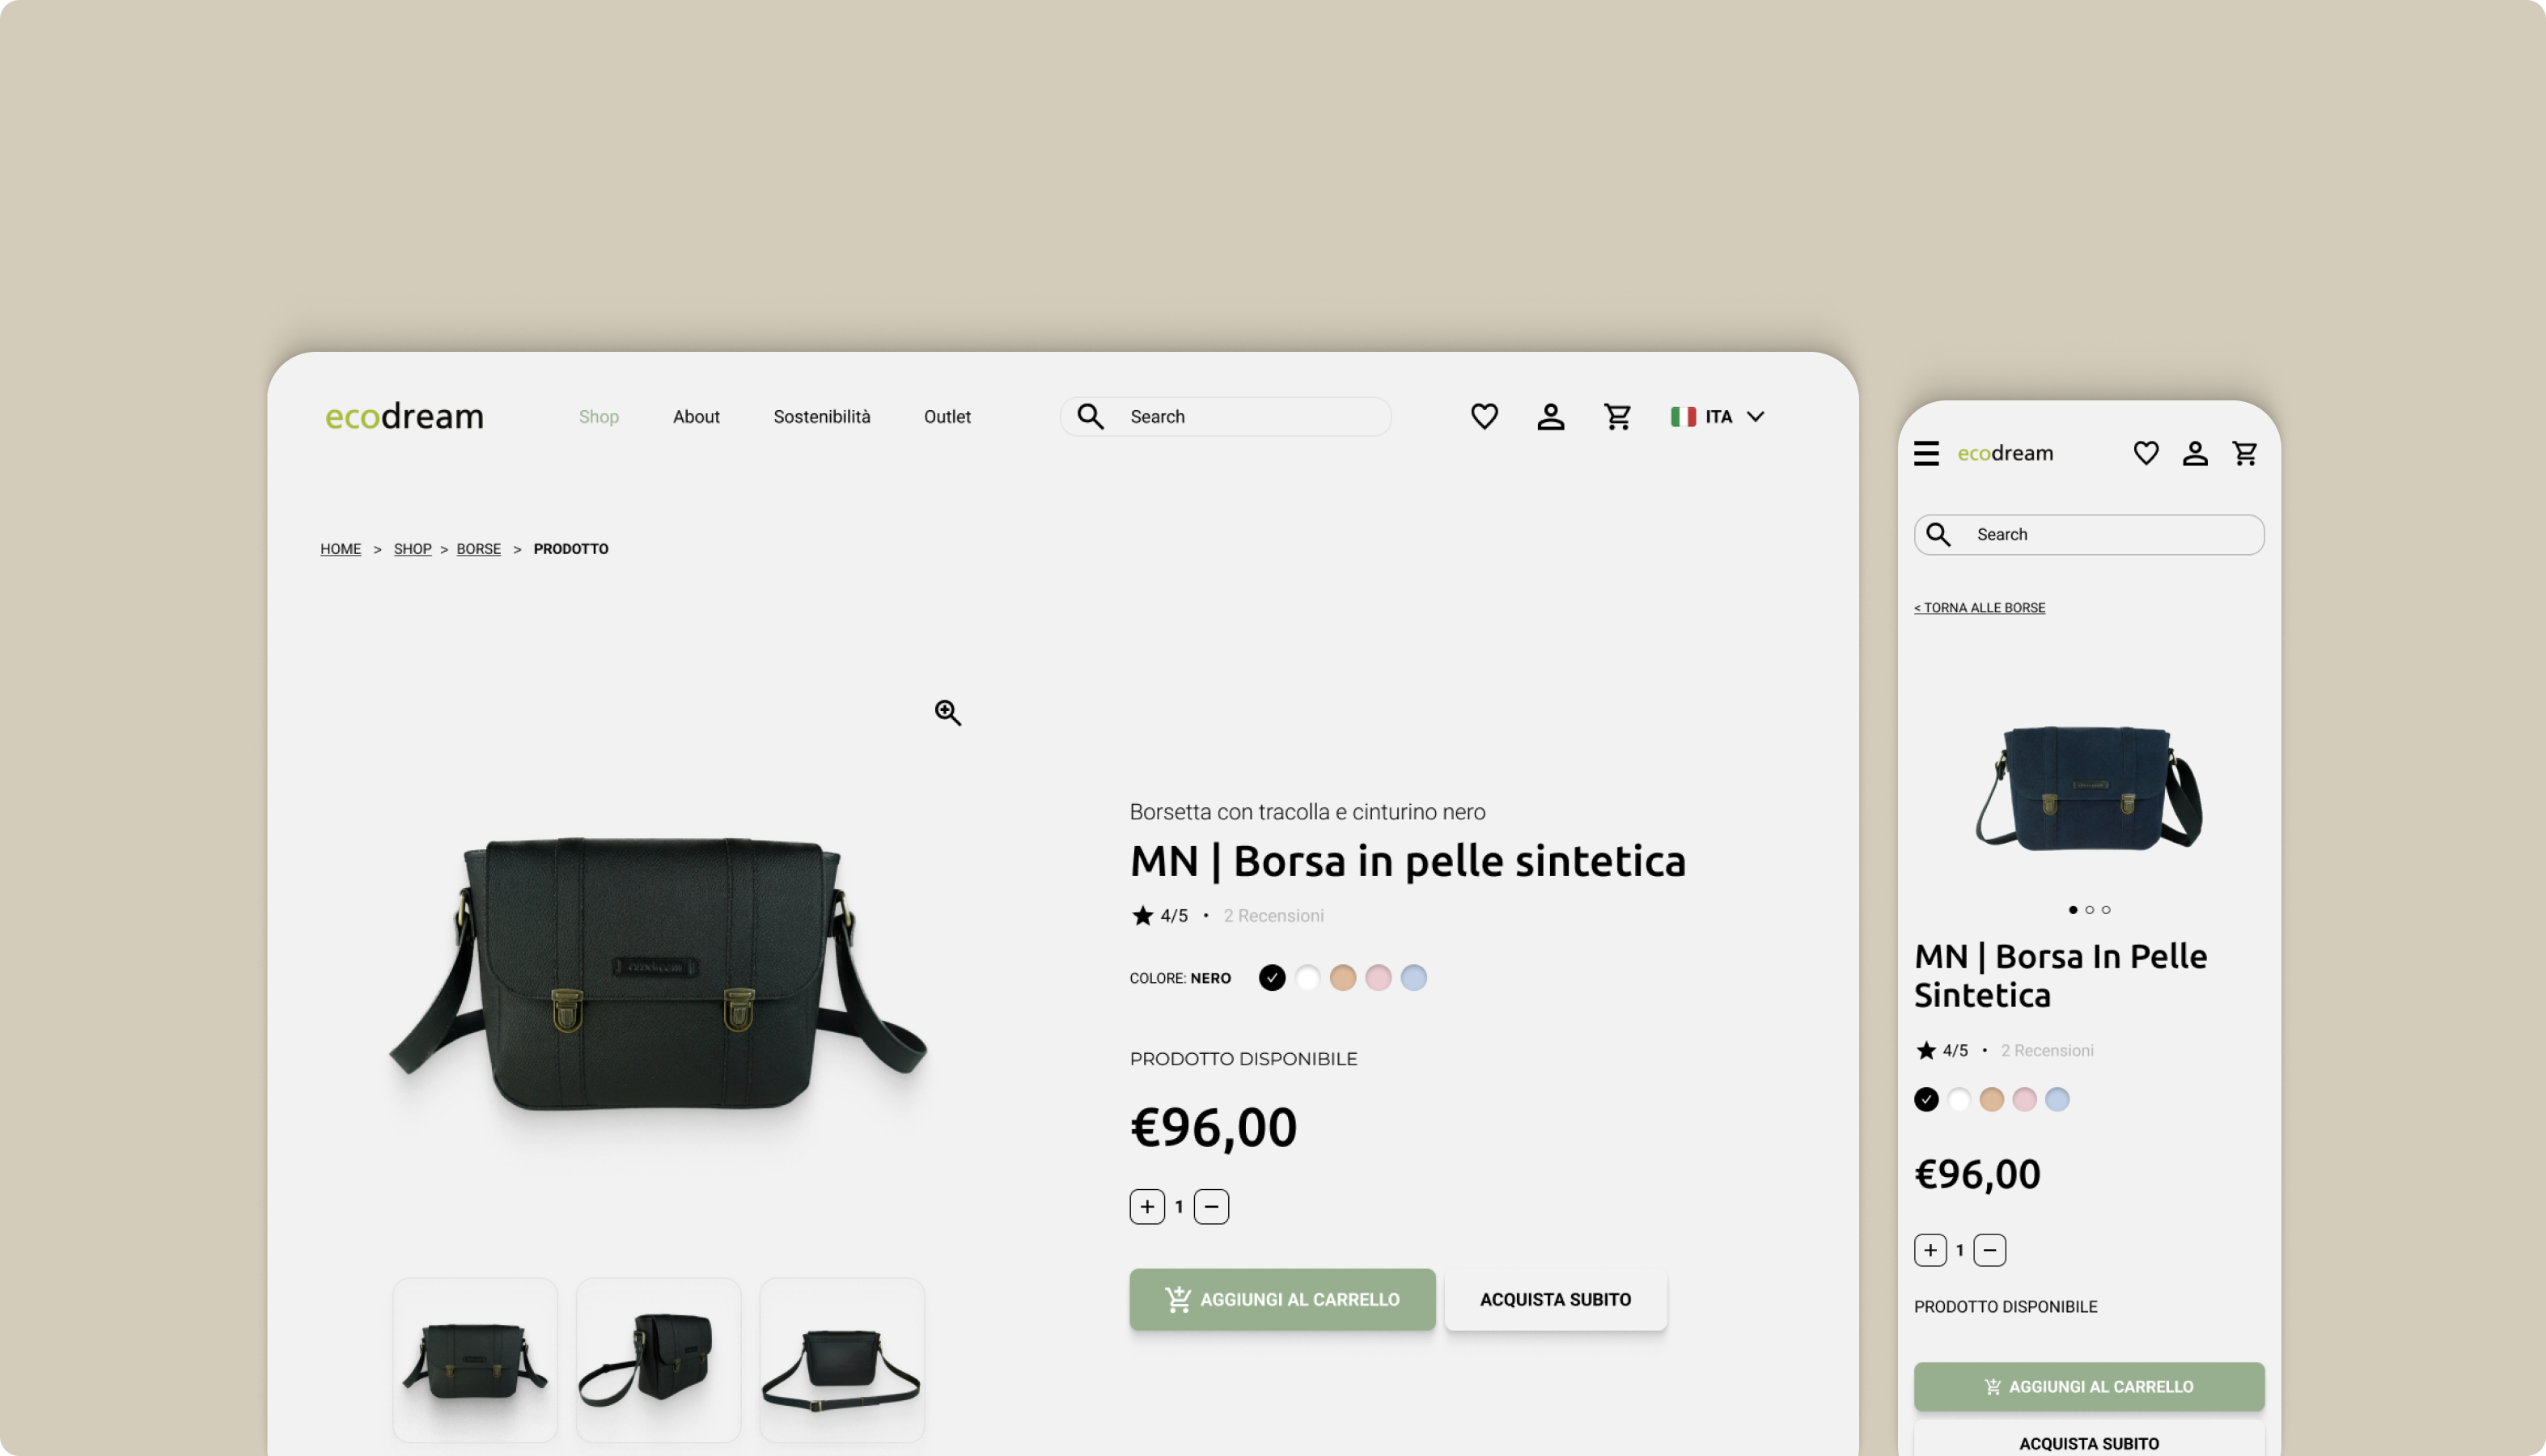 ecodream
Shop About Sostenibilità Outlet
Search
ITA
HOME > SHOP > BORSE > PRODOTTO
ecodream
Borsetta con tracolla e cinturino nero
MN | Borsa in pelle sintetica
4/5 • 2 Recensioni
COLORE: NERO
PRODOTTO DISPONIBILE
€96,00
+ 1 −
AGGIUNGI AL CARRELLO
ACQUISTA SUBITO
ecodream
Search
< TORNA ALLE BORSE
MN | Borsa In Pelle
Sintetica
4/5 • 2 Recensioni
€96,00
+ 1 −
PRODOTTO DISPONIBILE
AGGIUNGI AL CARRELLO
ACQUISTA SUBITO